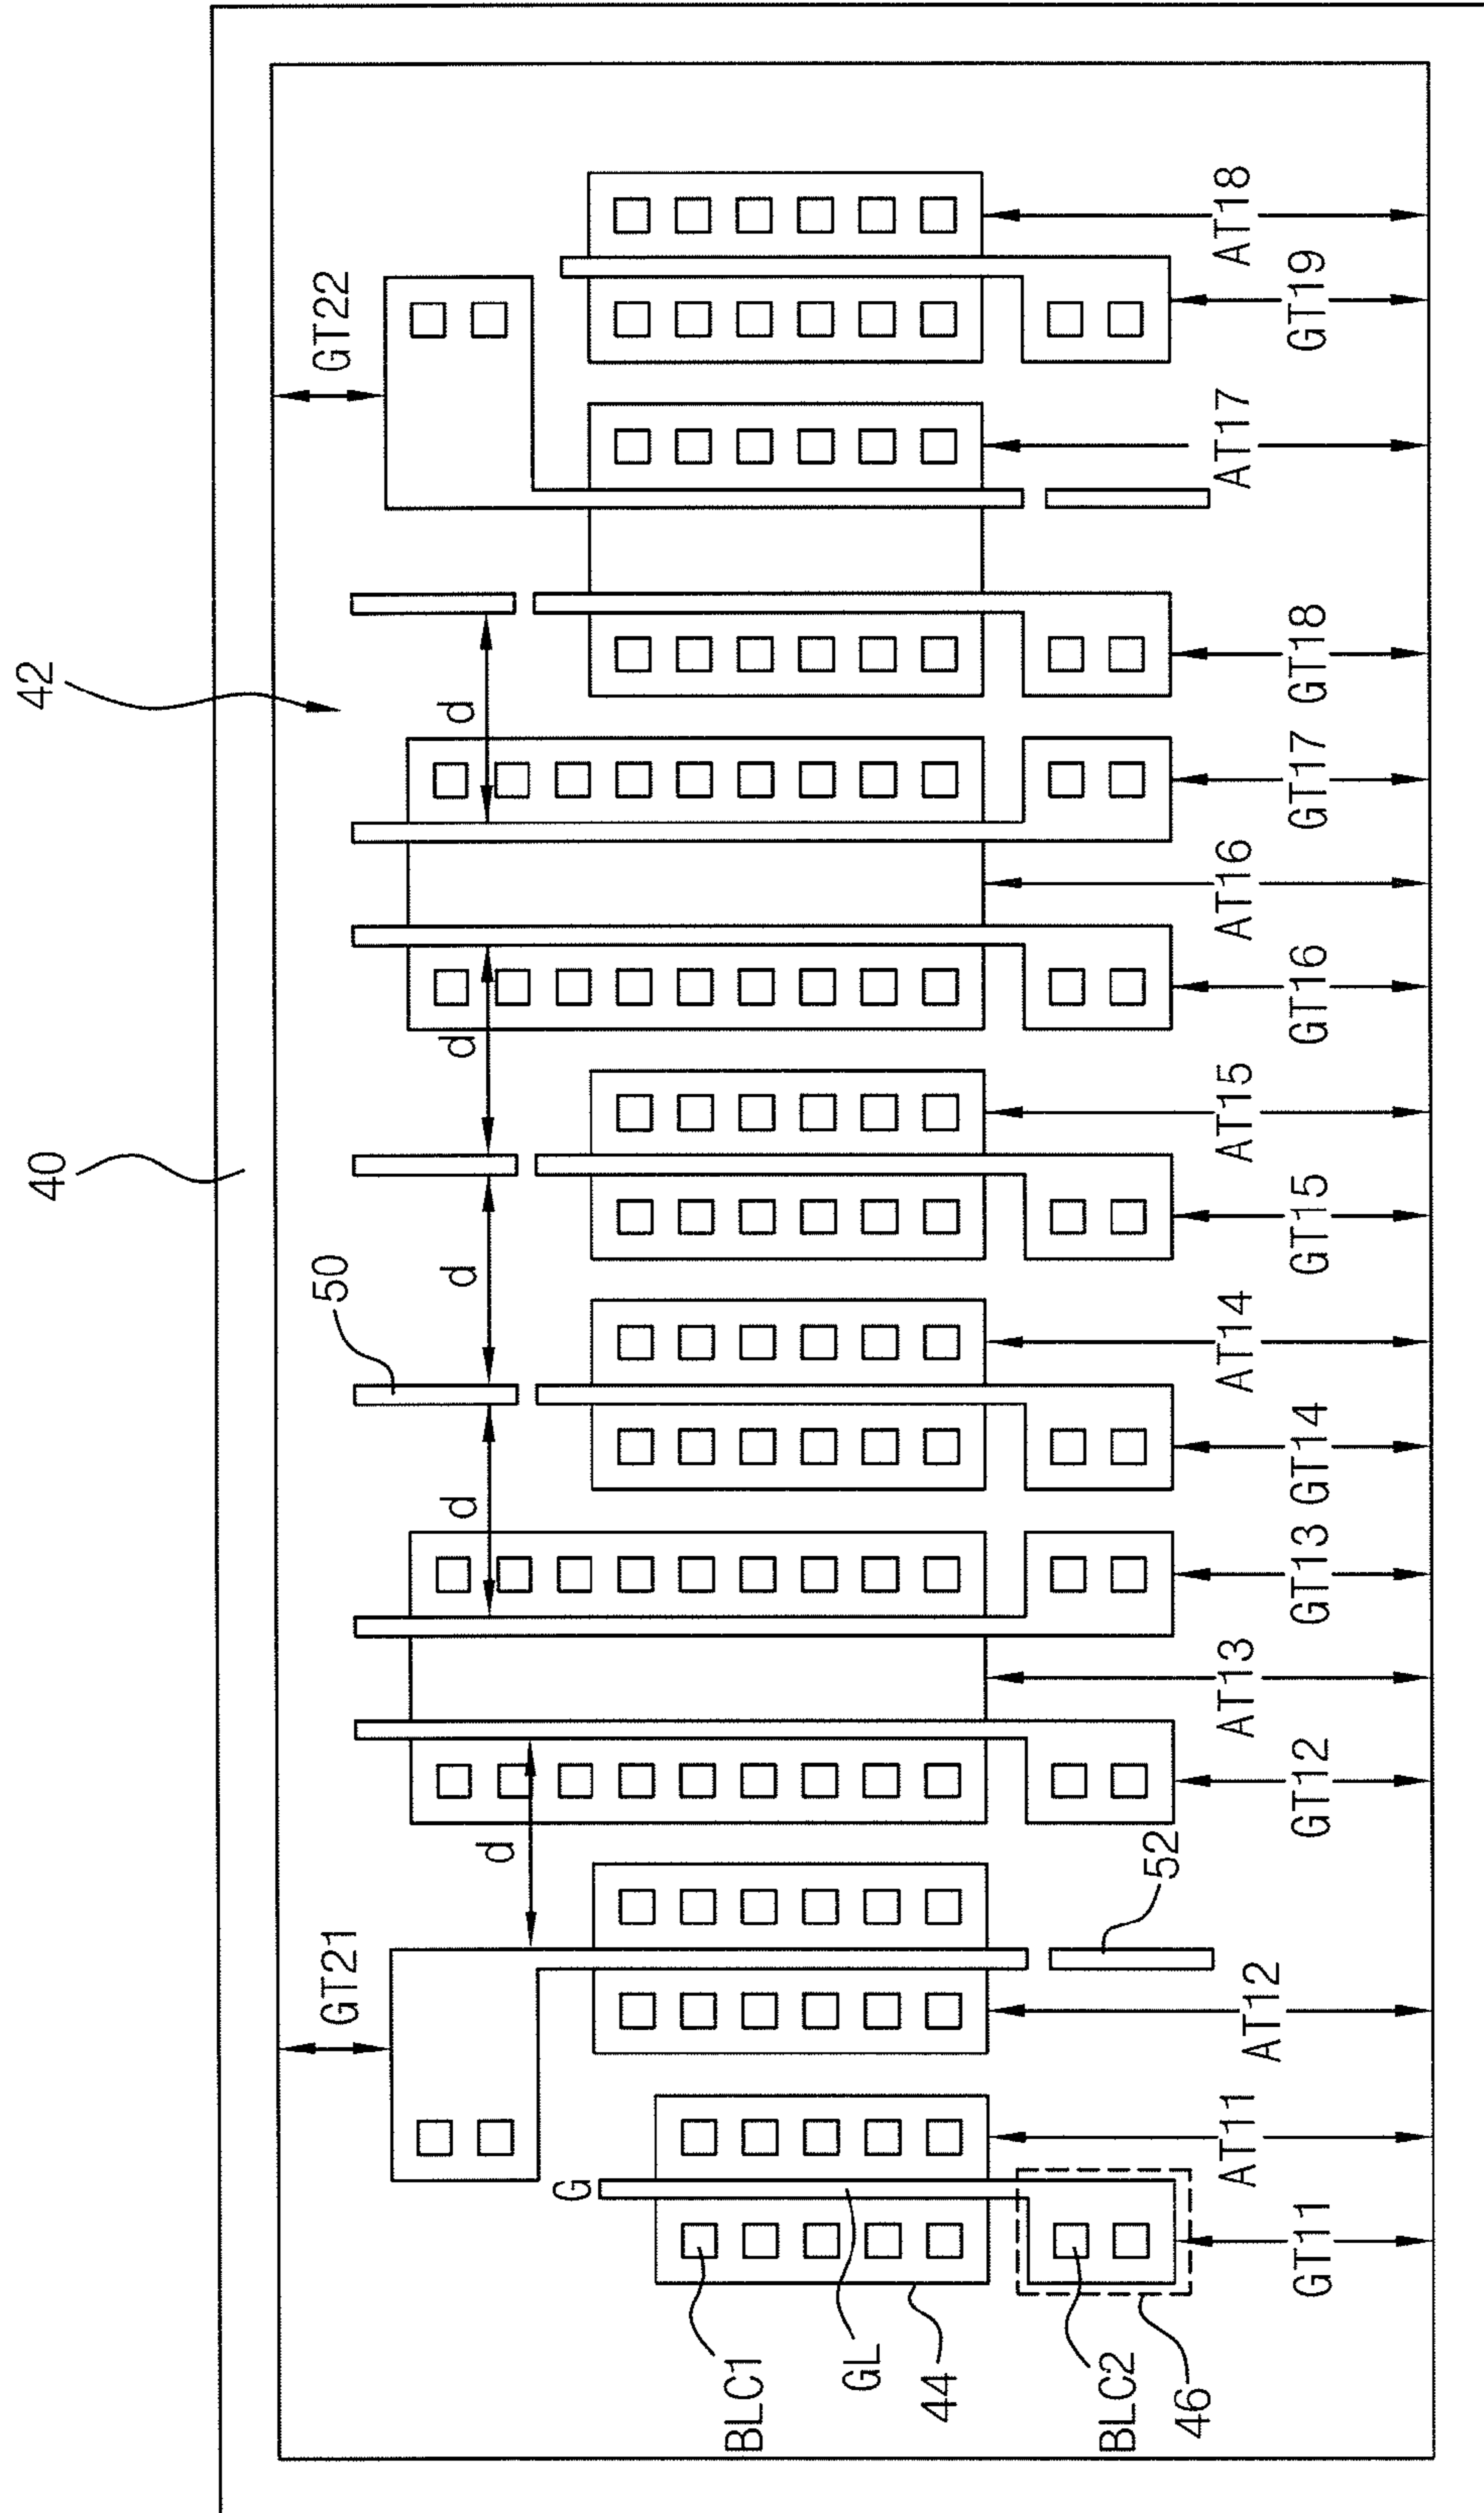 40
42
GT21
GT22
50
d
d
d
d
d
G
52
BLC1
GL
44
BLC2
46
GT11
AT11
AT12
GT12
AT13
GT13
GT14
AT14
GT15
AT15
GT16
AT16
GT17
GT18
AT17
GT19
AT18